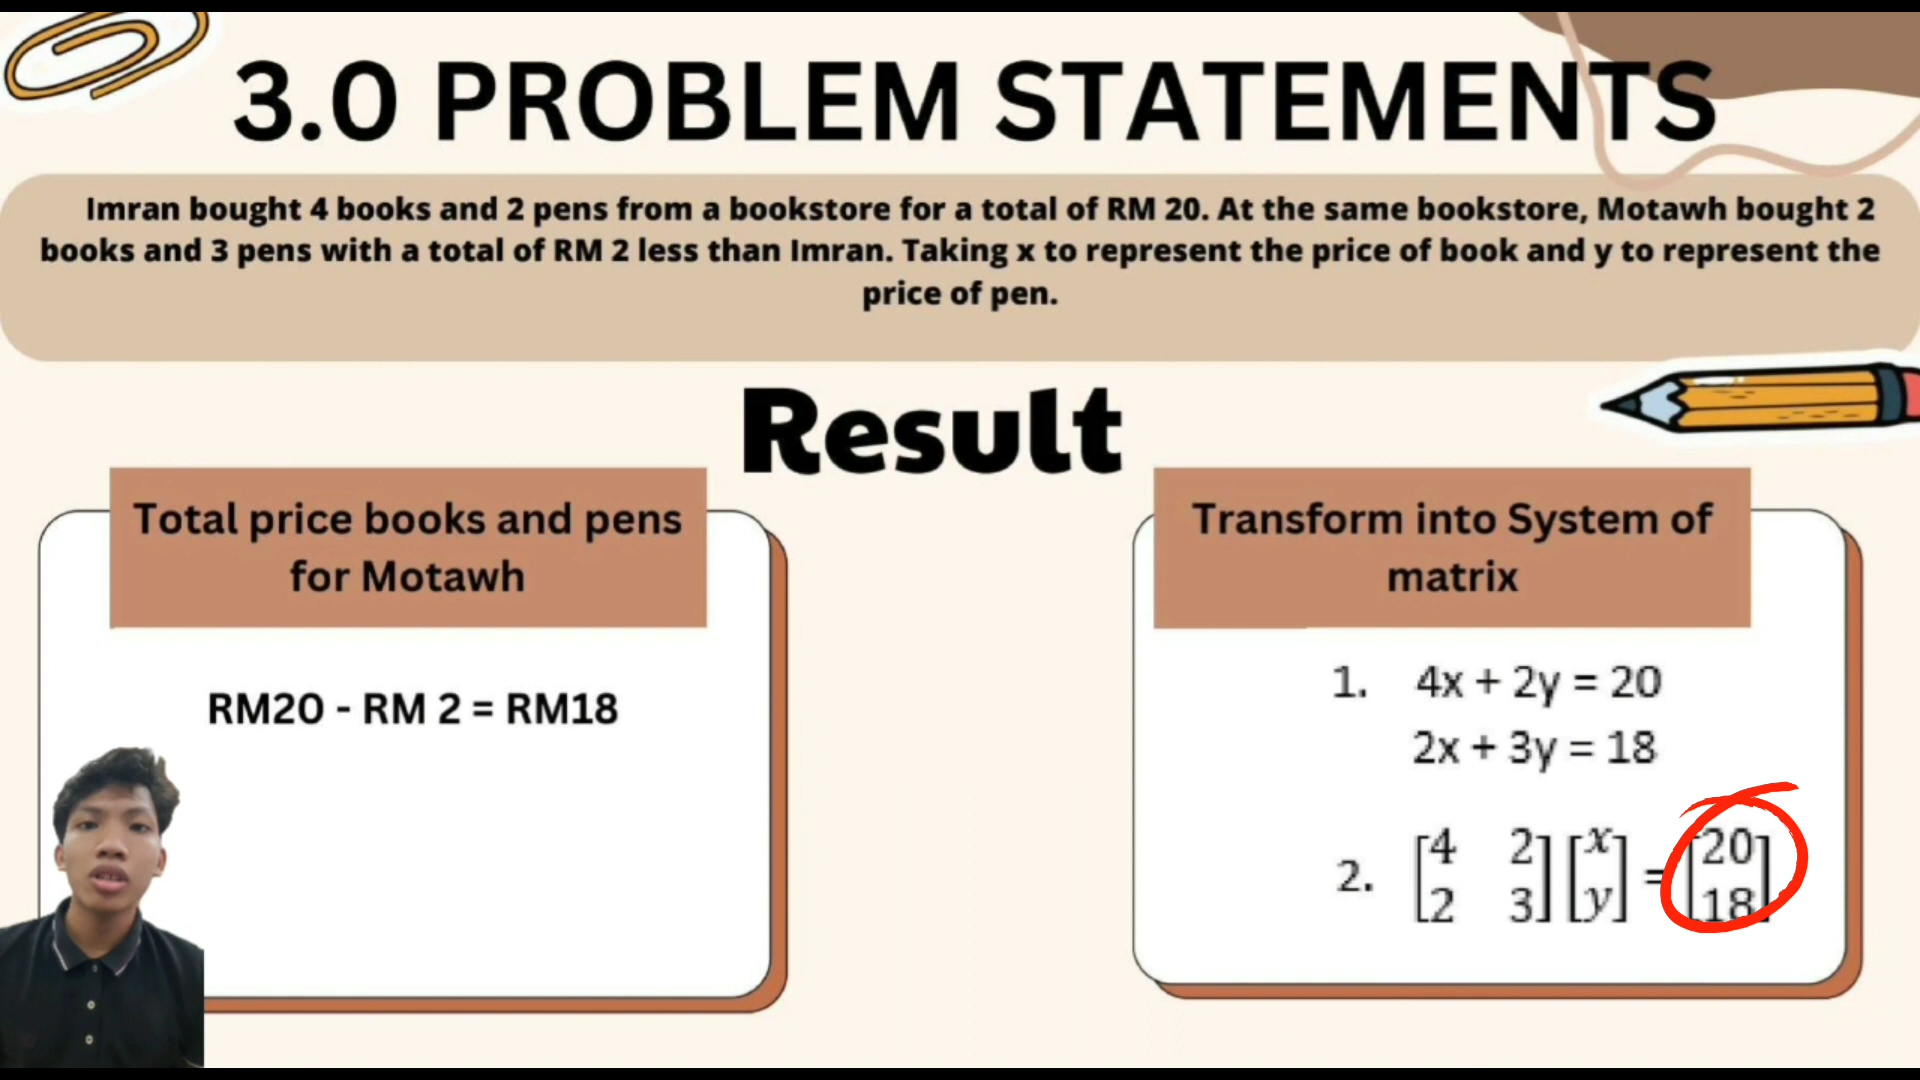 3.0 PROBLEM STATEMENTS
Imran bought 4 books and 2 pens from a bookstore for a total of RM 20. At the same bookstore, Motawh bought 2
books and 3 pens with a total of RM 2 less than Imran. Taking x to represent the price of book and y to represent the
price of pen.
Result
Total price books and pens
for Motawh
RM20 - RM 2 = RM18
Transform into System of
matrix
1. 4x + 2y = 20
2x + 3y = 18
2. [4 2] [x] = [20]
[2 3] [y] [18]